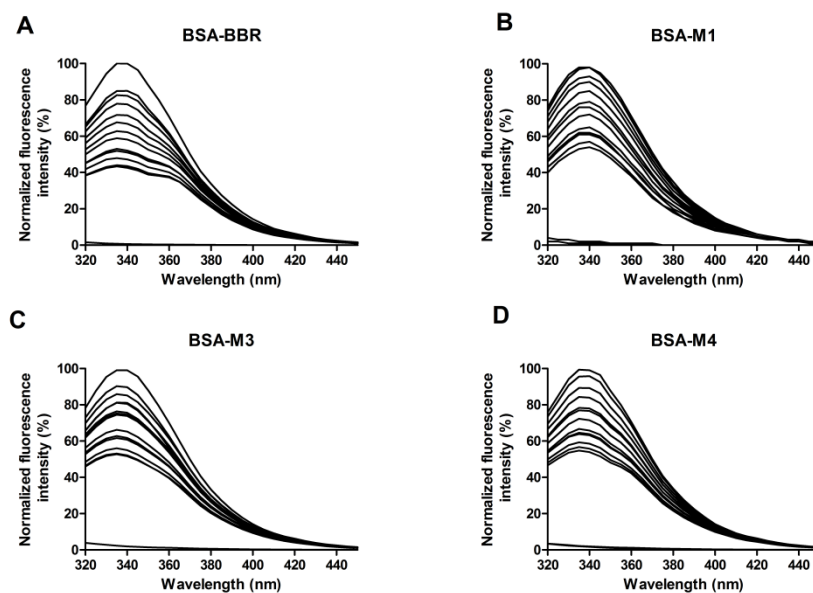 A
BSA-BBR
Normalized fluorescence
intensity (%)
100
80
60
40
20
0
320 340 360 380 400 420 440
Wavelength (nm)
B
BSA-M1
Normalized fluorescence
intensity (%)
100
80
60
40
20
0
320 340 360 380 400 420 440
Wavelength (nm)
C
BSA-M3
Normalized fluorescence
intensity (%)
100
80
60
40
20
0
320 340 360 380 400 420 440
Wavelength (nm)
D
BSA-M4
Normalized fluorescence
intensity (%)
100
80
60
40
20
0
320 340 360 380 400 420 440
Wavelength (nm)